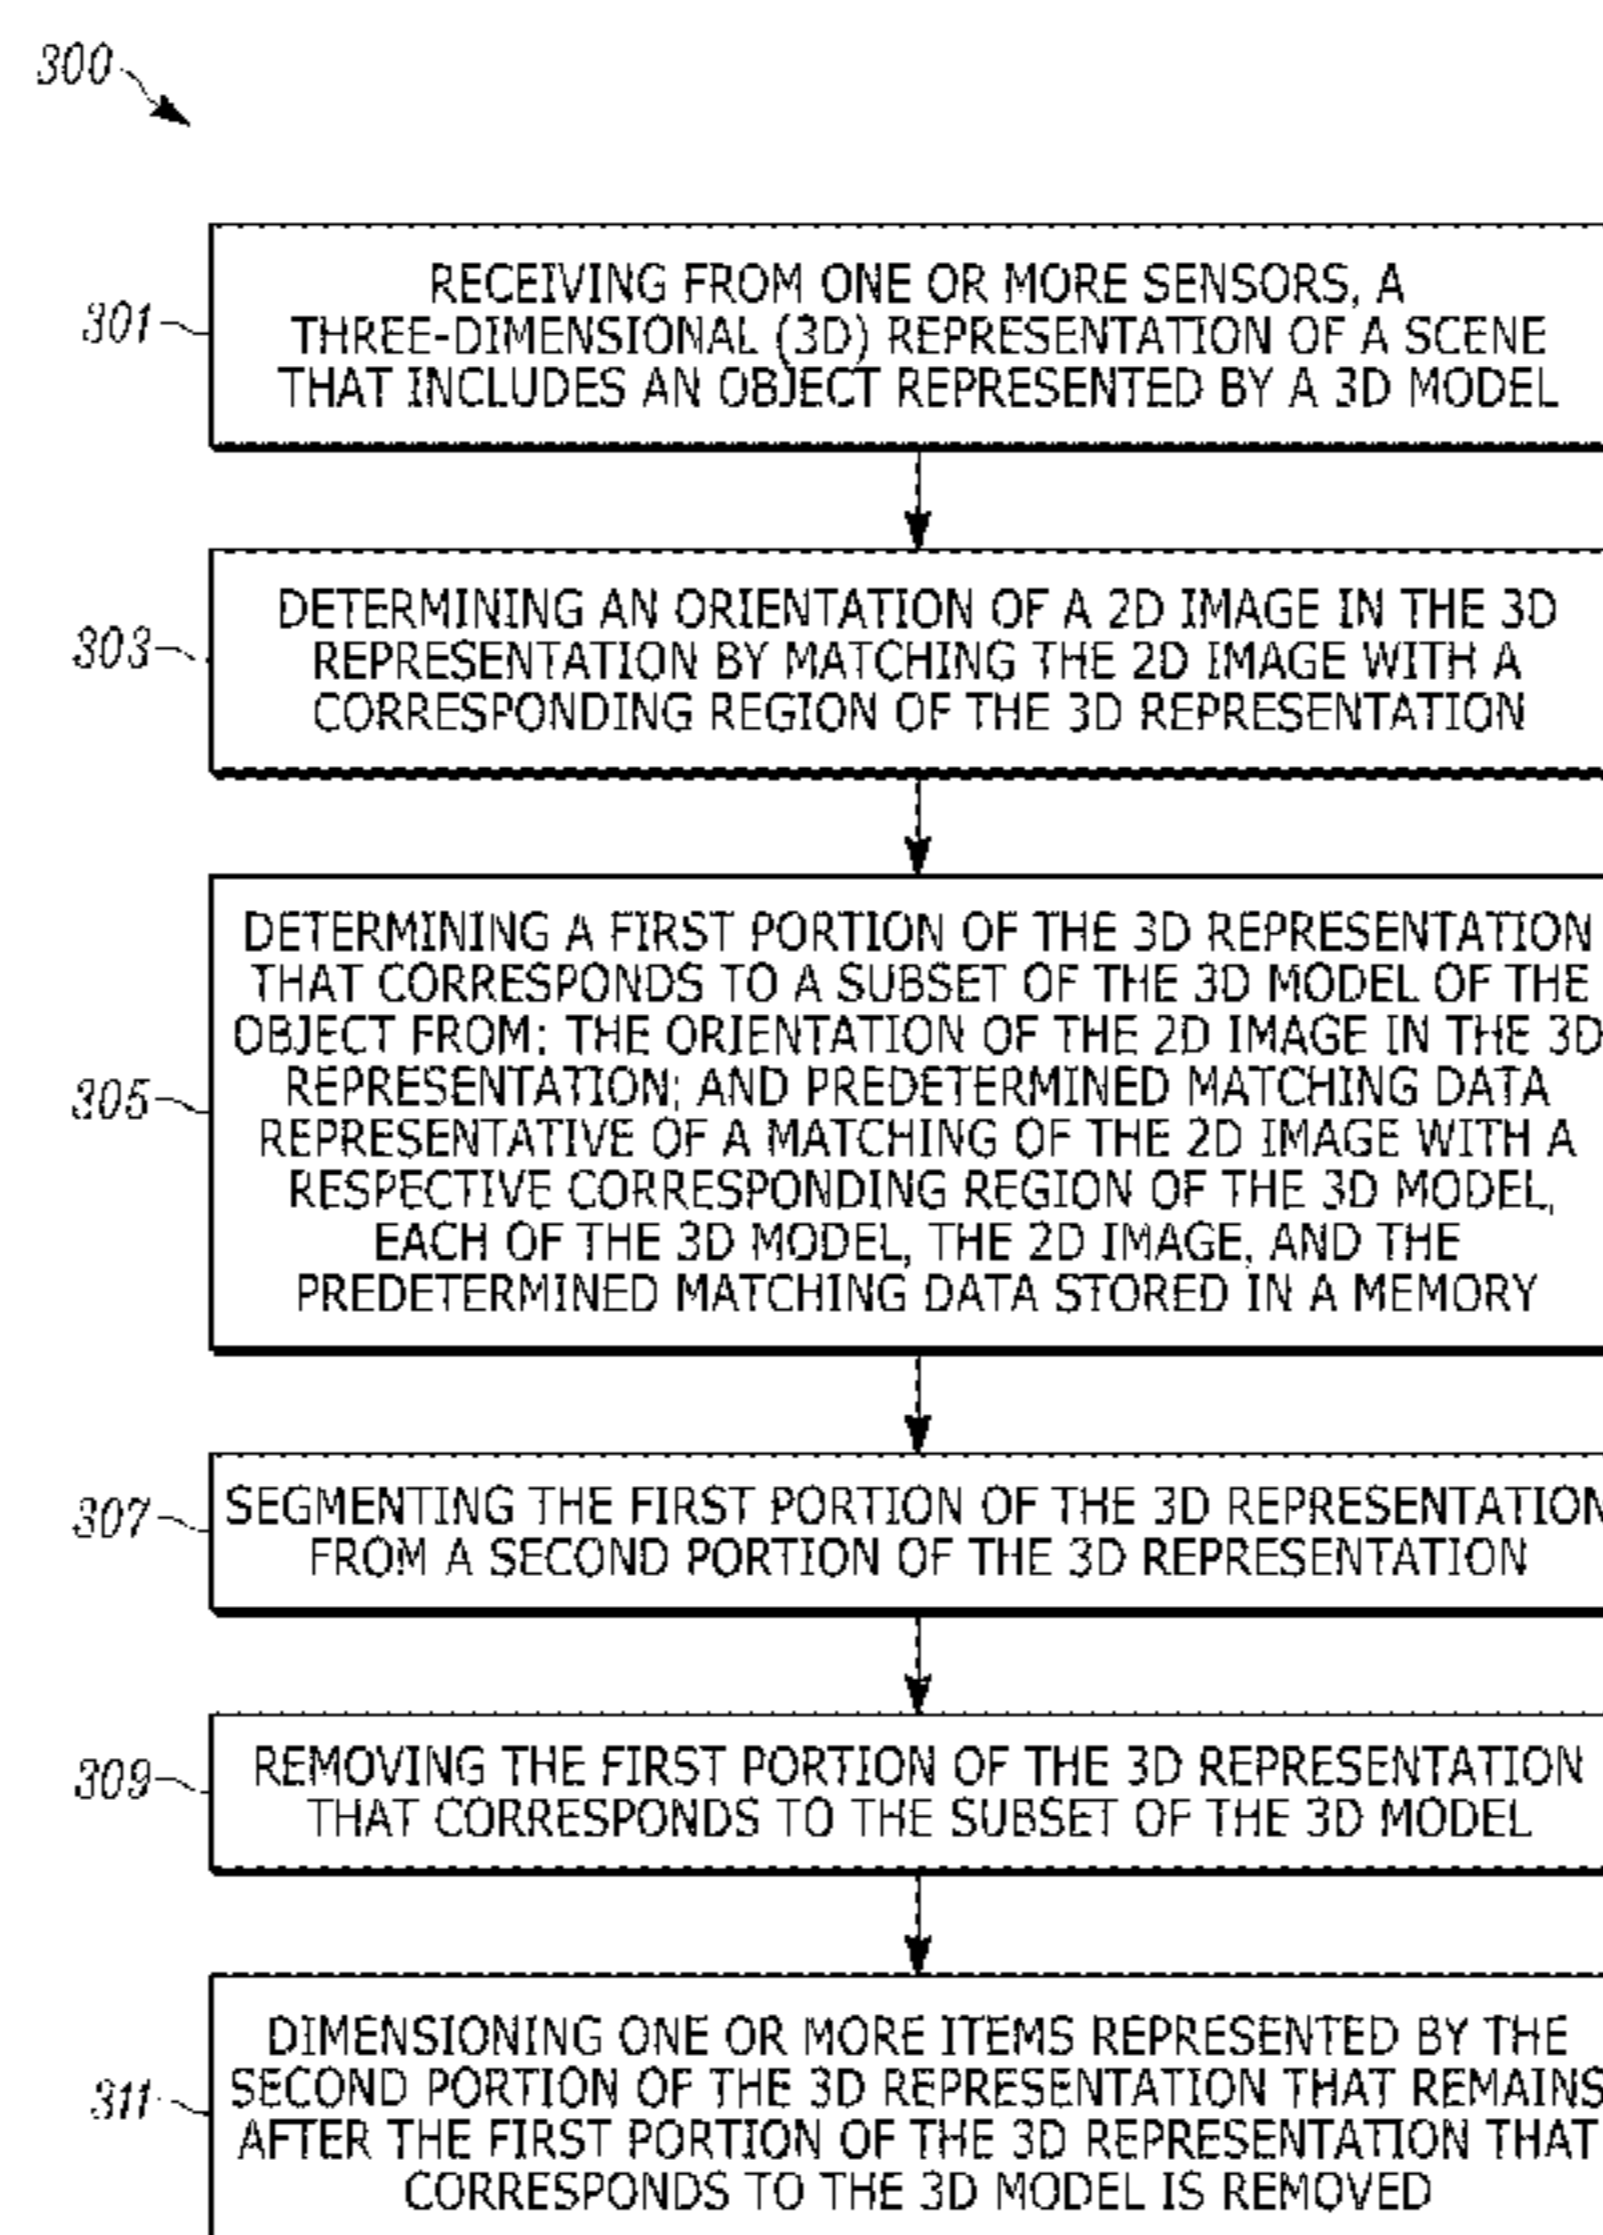 300
301
RECEIVING FROM ONE OR MORE SENSORS, A
THREE-DIMENSIONAL (3D) REPRESENTATION OF A SCENE
THAT INCLUDES AN OBJECT REPRESENTED BY A 3D MODEL
303
DETERMINING AN ORIENTATION OF A 2D IMAGE IN THE 3D
REPRESENTATION BY MATCHING THE 2D IMAGE WITH A
CORRESPONDING REGION OF THE 3D REPRESENTATION
305
DETERMINING A FIRST PORTION OF THE 3D REPRESENTATION
THAT CORRESPONDS TO A SUBSET OF THE 3D MODEL OF THE
OBJECT FROM: THE ORIENTATION OF THE 2D IMAGE IN THE 3D
REPRESENTATION; AND PREDETERMINED MATCHING DATA
REPRESENTATIVE OF A MATCHING OF THE 2D IMAGE WITH A
RESPECTIVE CORRESPONDING REGION OF THE 3D MODEL,
EACH OF THE 3D MODEL, THE 2D IMAGE, AND THE
PREDETERMINED MATCHING DATA STORED IN A MEMORY
307
SEGMENTING THE FIRST PORTION OF THE 3D REPRESENTATION
FROM A SECOND PORTION OF THE 3D REPRESENTATION
309
REMOVING THE FIRST PORTION OF THE 3D REPRESENTATION
THAT CORRESPONDS TO THE SUBSET OF THE 3D MODEL
311
DIMENSIONING ONE OR MORE ITEMS REPRESENTED BY THE
SECOND PORTION OF THE 3D REPRESENTATION THAT REMAINS
AFTER THE FIRST PORTION OF THE 3D REPRESENTATION THAT
CORRESPONDS TO THE 3D MODEL IS REMOVED